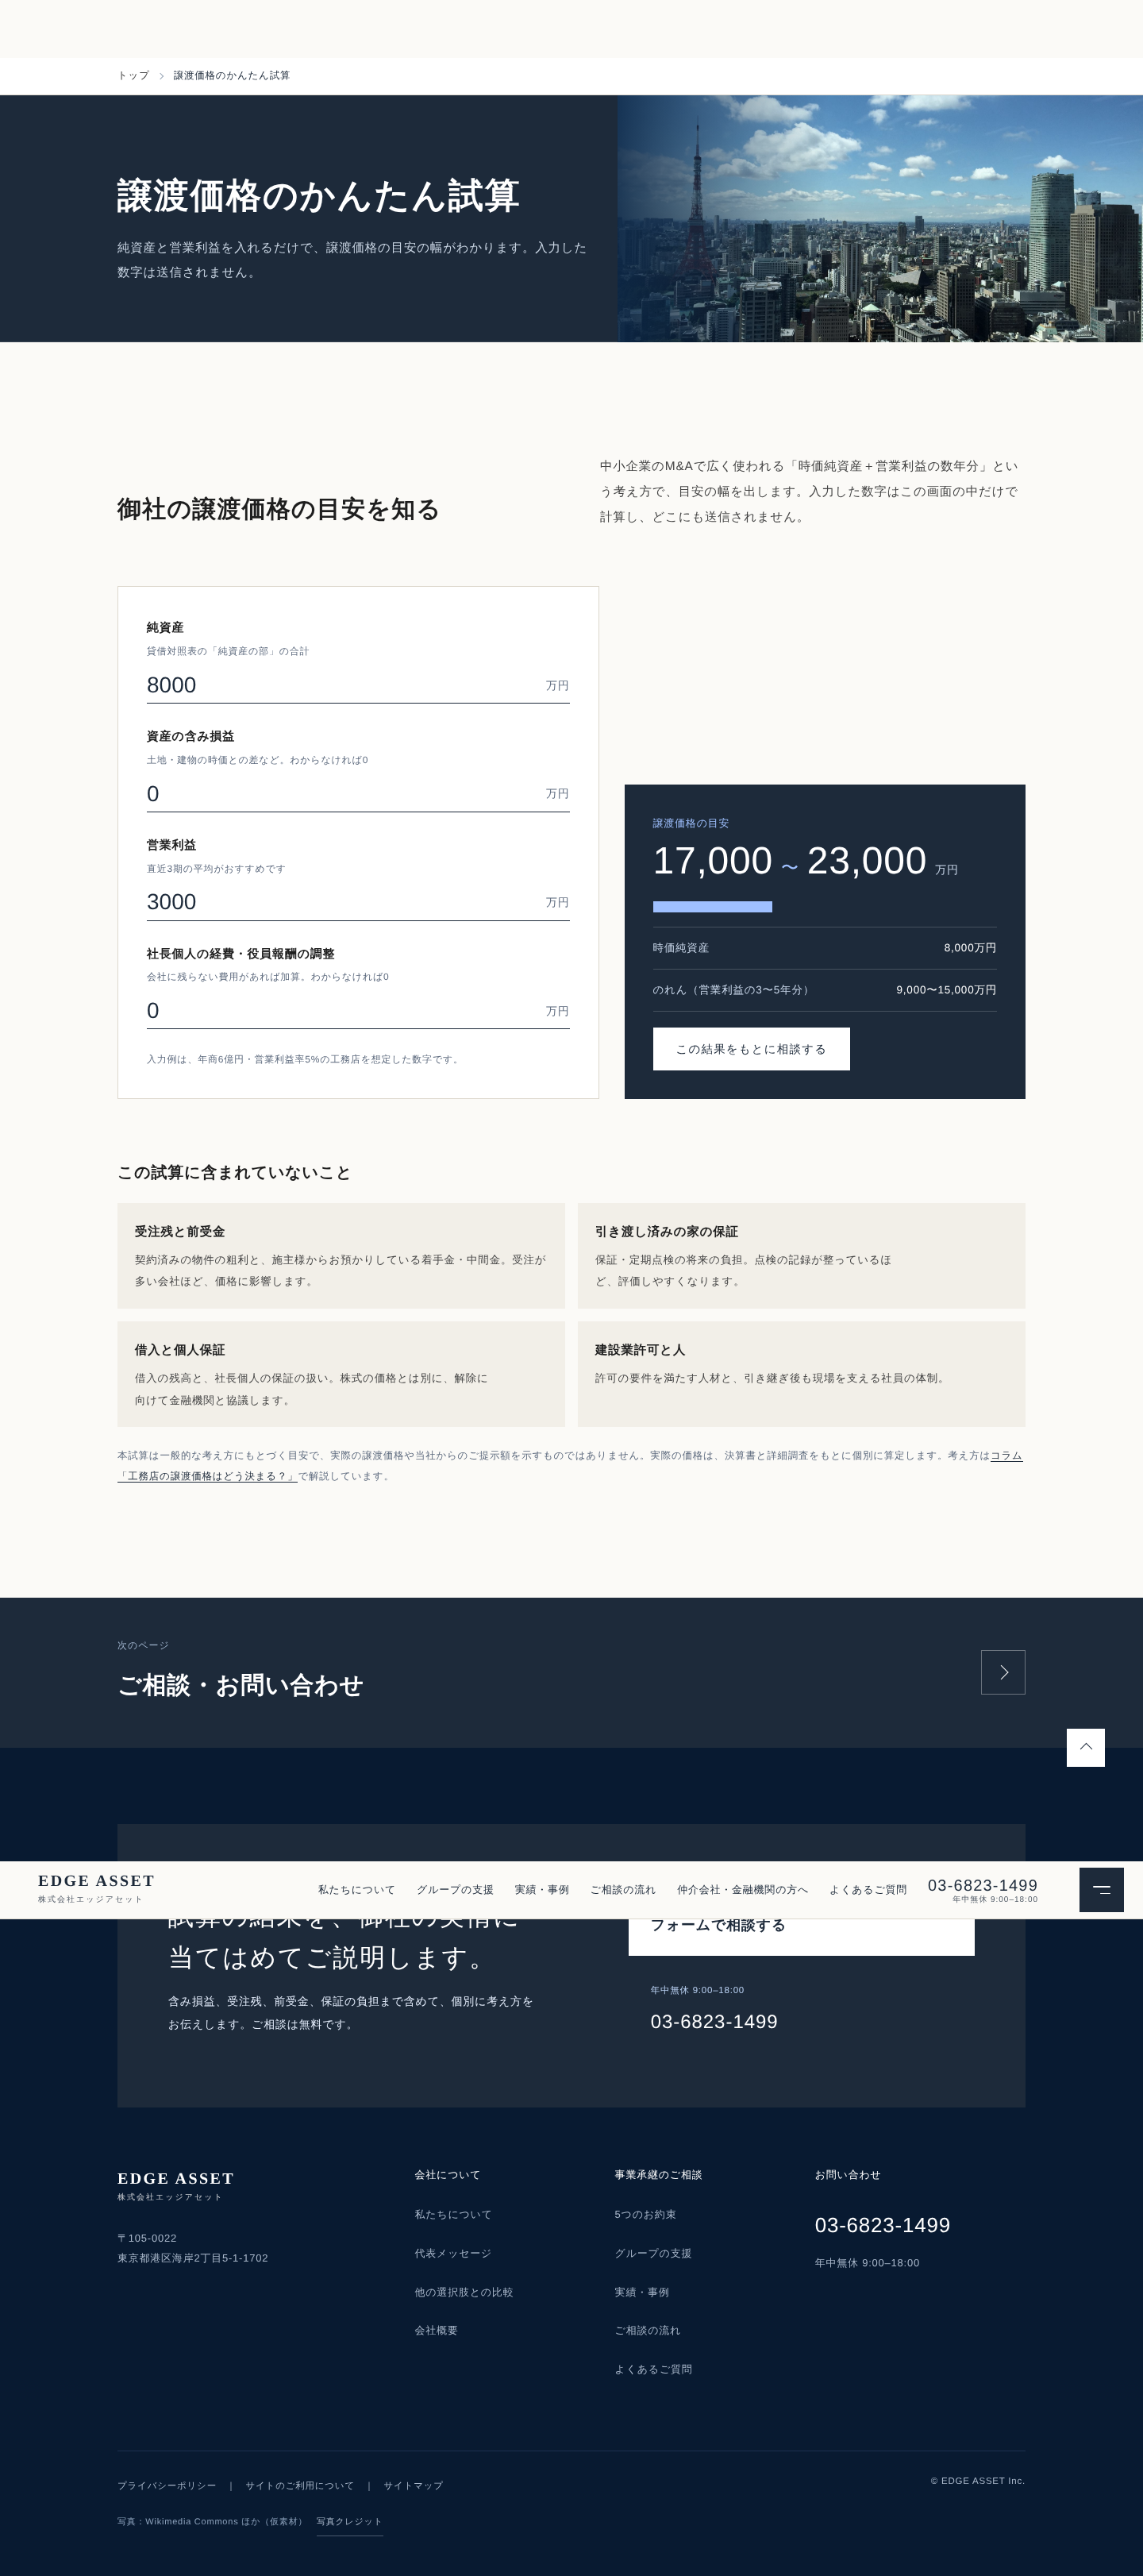 トップ > 譲渡価格のかんたん試算
譲渡価格のかんたん試算
純資産と営業利益を入れるだけで、譲渡価格の目安の幅がわかります。入力した
数字は送信されません。
御社の譲渡価格の目安を知る
中小企業のM&Aで広く使われる「時価純資産＋営業利益の数年分」とい
う考え方で、目安の幅を出します。入力した数字はこの画面の中だけで
計算し、どこにも送信されません。
純資産
貸借対照表の「純資産の部」の合計
8000 万円
資産の含み損益
土地・建物の時価との差など。わからなければ0
0 万円
営業利益
直近3期の平均がおすすめです
3000 万円
社長個人の経費・役員報酬の調整
会社に残らない費用があれば加算。わからなければ0
0 万円
入力例は、年商6億円・営業利益率5%の工務店を想定した数字です。
譲渡価格の目安
17,000 〜 23,000 万円
時価純資産 8,000万円
のれん（営業利益の3〜5年分） 9,000〜15,000万円
この結果をもとに相談する
この試算に含まれていないこと
受注残と前受金
契約済みの物件の粗利と、施主様からお預かりしている着手金・中間金。受注が
多い会社ほど、価格に影響します。
引き渡し済みの家の保証
保証・定期点検の将来の負担。点検の記録が整っているほ
ど、評価しやすくなります。
借入と個人保証
借入の残高と、社長個人の保証の扱い。株式の価格とは別に、解除に
向けて金融機関と協議します。
建設業許可と人
許可の要件を満たす人材と、引き継ぎ後も現場を支える社員の体制。
本試算は一般的な考え方にもとづく目安で、実際の譲渡価格や当社からのご提示額を示すものではありません。実際の価格は、決算書と詳細調査をもとに個別に算定します。考え方はコラム
「工務店の譲渡価格はどう決まる？」で解説しています。
次のページ
ご相談・お問い合わせ
EDGE ASSET
株式会社エッジアセット
私たちについて グループの支援 実績・事例 ご相談の流れ 仲介会社・金融機関の方へ よくあるご質問
03-6823-1499
年中無休 9:00–18:00
試算の結果を、御社の実情に
当てはめてご説明します。
含み損益、受注残、前受金、保証の負担まで含めて、個別に考え方を
お伝えします。ご相談は無料です。
フォームで相談する
年中無休 9:00–18:00
03-6823-1499
EDGE ASSET
株式会社エッジアセット
〒105-0022
東京都港区海岸2丁目5-1-1702
会社について
私たちについて
代表メッセージ
他の選択肢との比較
会社概要
事業承継のご相談
5つのお約束
グループの支援
実績・事例
ご相談の流れ
よくあるご質問
お問い合わせ
03-6823-1499
年中無休 9:00–18:00
プライバシーポリシー | サイトのご利用について | サイトマップ
© EDGE ASSET Inc.
写真：Wikimedia Commons ほか（仮素材） 写真クレジット